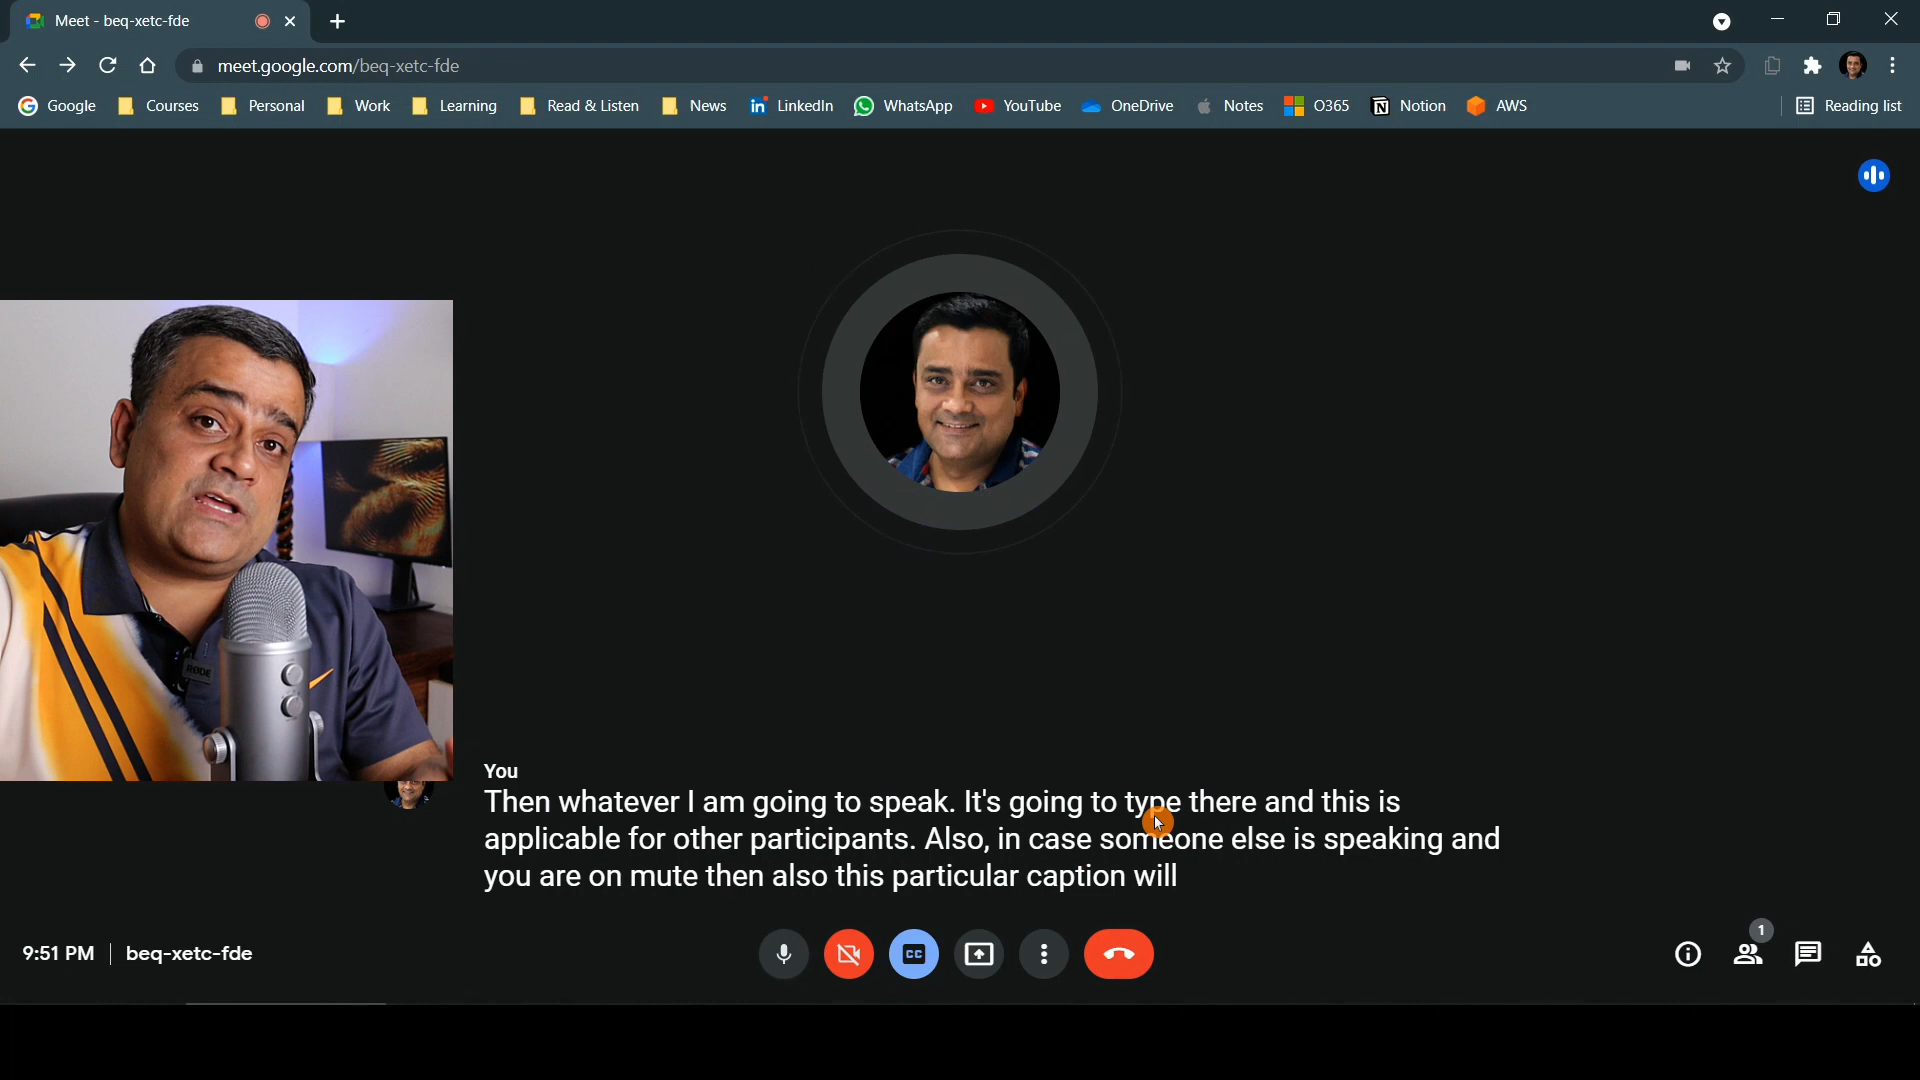 Meet - beq-xetc-fde
meet.google.com/beq-xetc-fde
Google Courses Personal Work Learning Read & Listen News LinkedIn WhatsApp YouTube OneDrive Notes O365 Notion AWS Reading list
RØDE
You
Then whatever I am going to speak. It's going to type there and this is
applicable for other participants. Also, in case someone else is speaking and
you are on mute then also this particular caption will
9:51 PM beq-xetc-fde
CC
1